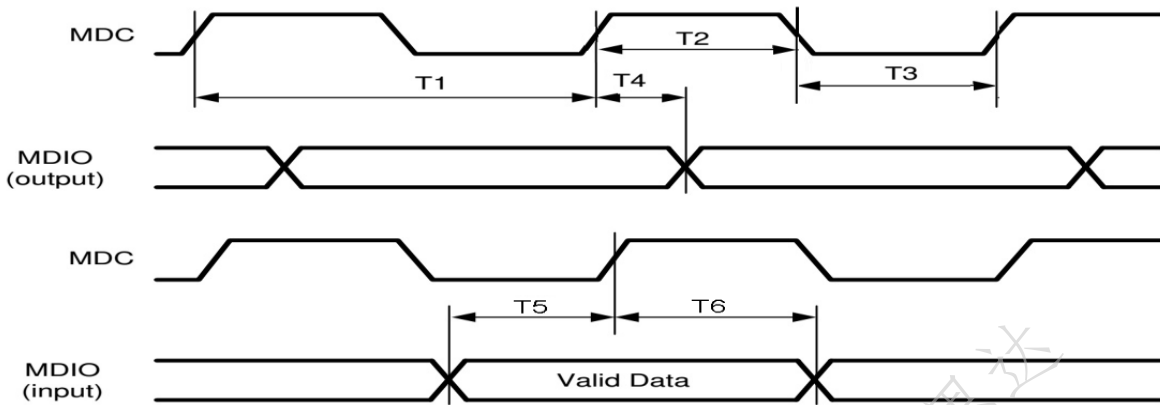 MDC
T1
T2
T3
T4
MDIO
(output)
MDC
T5
T6
MDIO
(input)
Valid Data